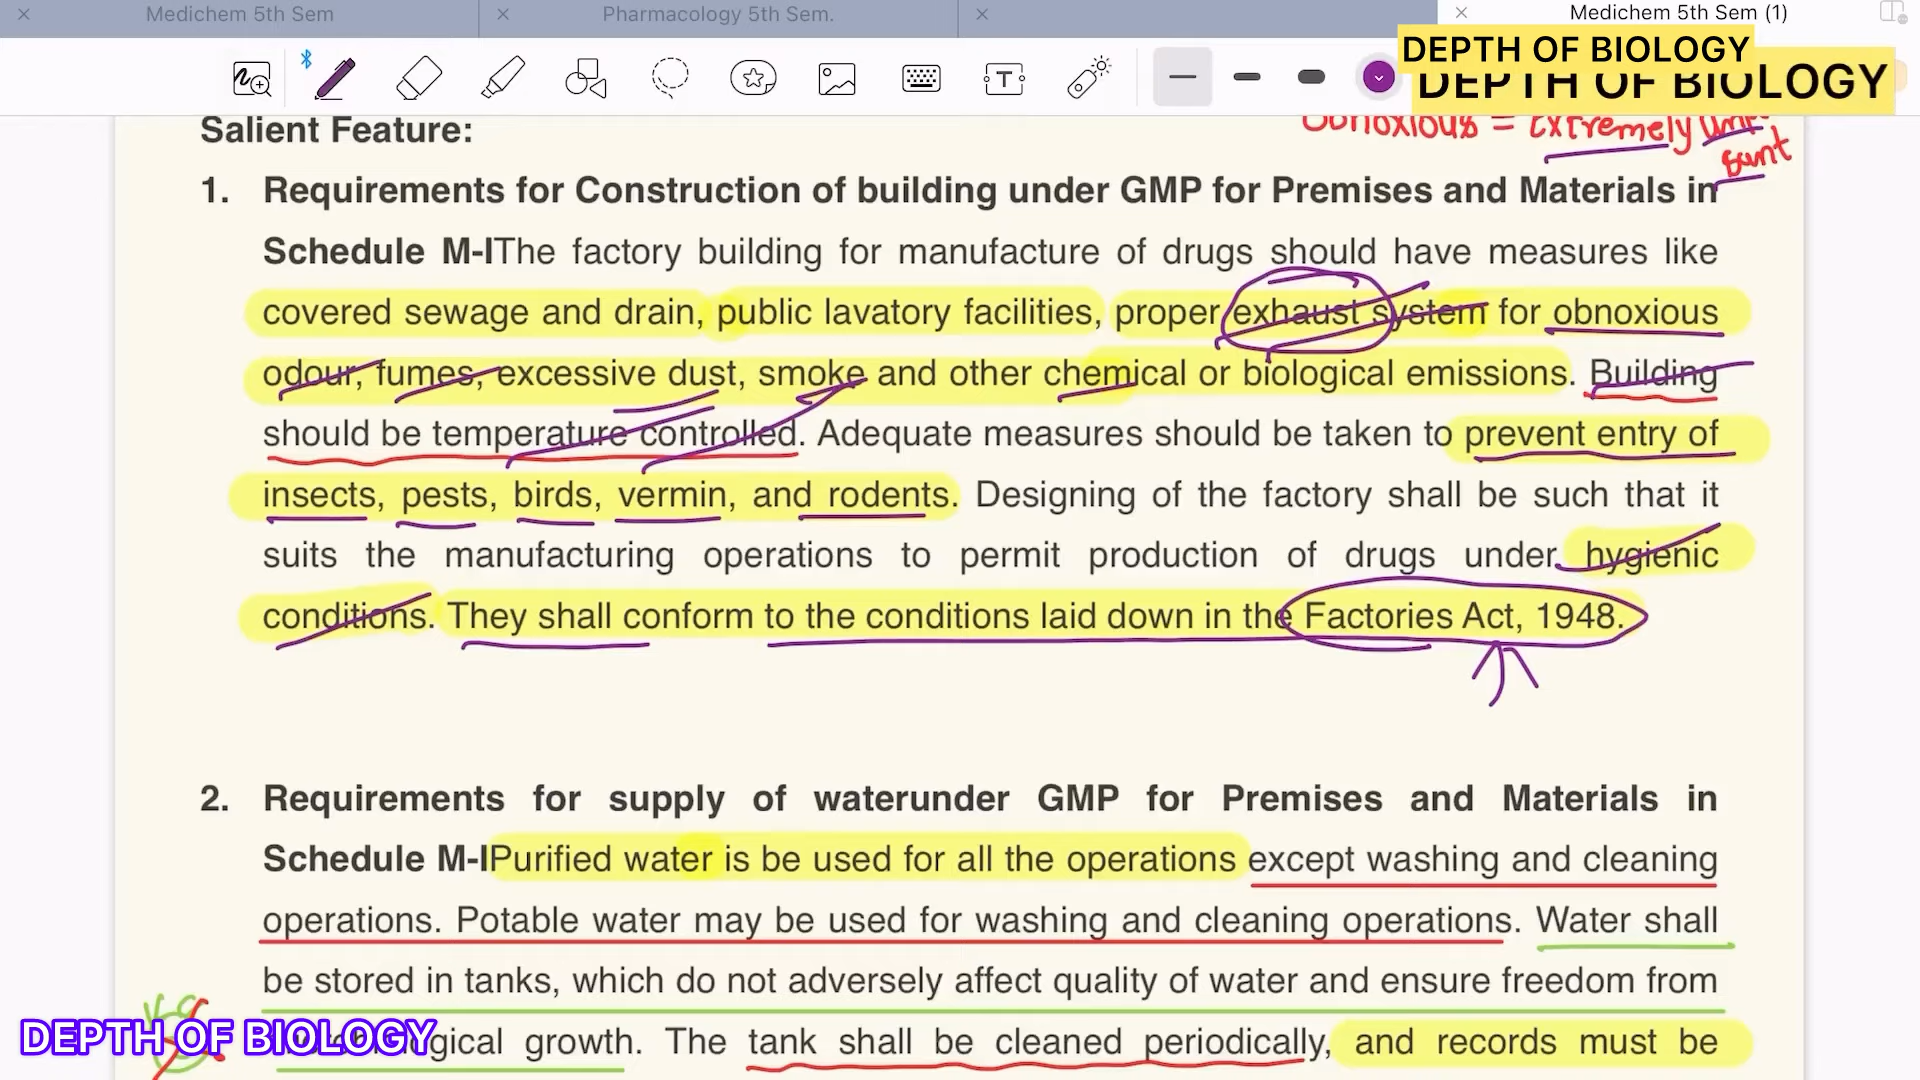 Medichem 5th Sem
Pharmacology 5th Sem.
Medichem 5th Sem (1)
DEPTH OF BIOLOGY
DEPTH OF BIOLOGY
Salient Feature:
Obnoxious = Extremely
sant
1. Requirements for Construction of building under GMP for Premises and Materials in
Schedule M-IThe factory building for manufacture of drugs should have measures like
covered sewage and drain, public lavatory facilities, proper exhaust system for obnoxious
odour, fumes, excessive dust, smoke and other chemical or biological emissions. Building
should be temperature controlled. Adequate measures should be taken to prevent entry of
insects, pests, birds, vermin, and rodents. Designing of the factory shall be such that it
suits the manufacturing operations to permit production of drugs under hygienic
conditions. They shall conform to the conditions laid down in the Factories Act, 1948.
2. Requirements for supply of waterunder GMP for Premises and Materials in
Schedule M-IPurified water is be used for all the operations except washing and cleaning
operations. Potable water may be used for washing and cleaning operations. Water shall
be stored in tanks, which do not adversely affect quality of water and ensure freedom from
growth. The tank shall be cleaned periodically, and records must be
DEPTH OF BIOLOGY